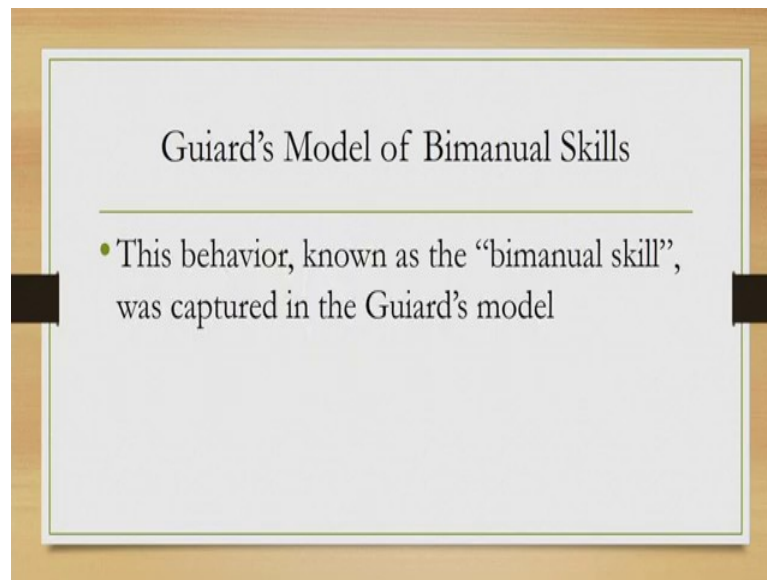 Guiard's Model of Bimanual Skills
• This behavior, known as the “bimanual skill”,
was captured in the Guiard's model